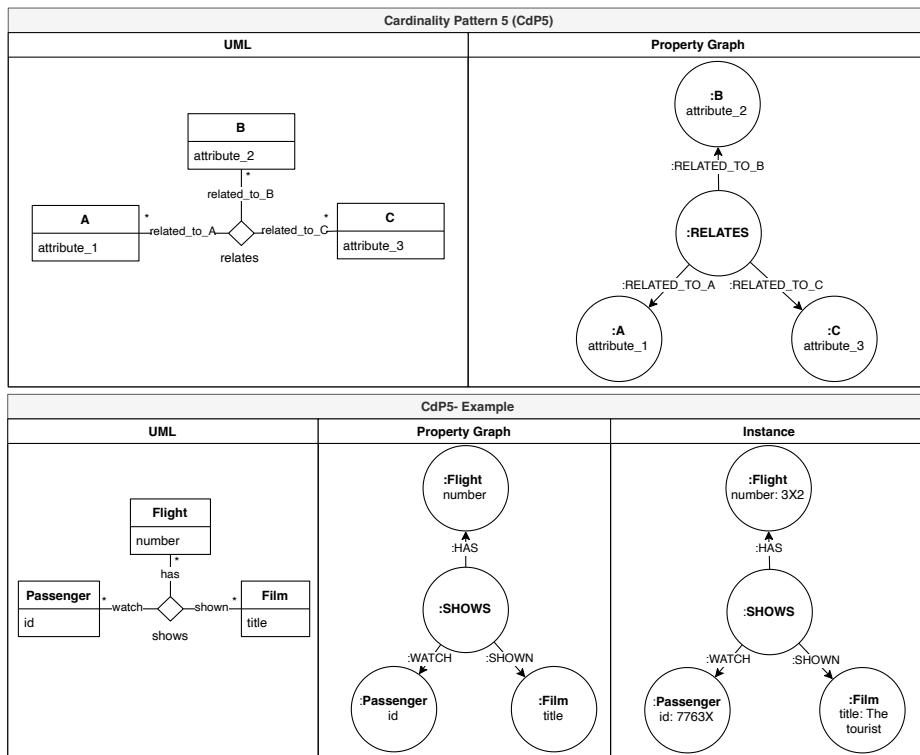 Cardinality Pattern 5 (CdP5)
UML
Property Graph
B
attribute_2
*
related_to_B
A
attribute_1
*
related_to_A
related_to_C
*
C
attribute_3
relates
:B
attribute_2
:RELATED_TO_B
:RELATES
:RELATED_TO_A
:RELATED_TO_C
:A
attribute_1
:C
attribute_3
CdP5- Example
UML
Property Graph
Instance
Flight
number
*
has
Passenger
id
*
watch
shown
*
Film
title
shows
:Flight
number
:HAS
:SHOWS
:WATCH
:SHOWN
:Passenger
id
:Film
title
:Flight
number: 3X2
:HAS
:SHOWS
:WATCH
:SHOWN
:Passenger
id: 7763X
:Film
title: The
tourist